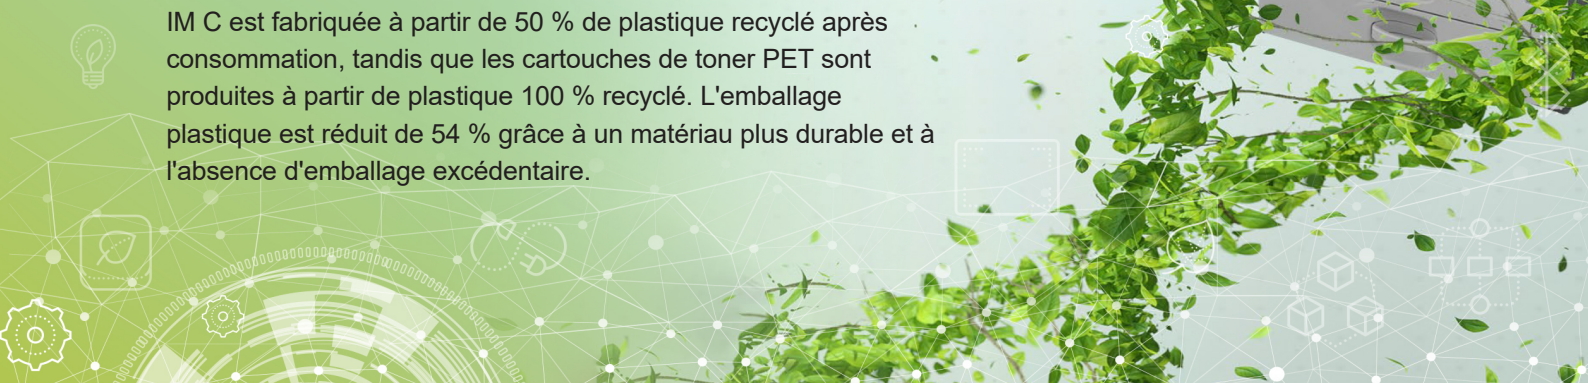 IM C est fabriquée à partir de 50 % de plastique recyclé après
consommation, tandis que les cartouches de toner PET sont
produites à partir de plastique 100 % recyclé. L'emballage
plastique est réduit de 54 % grâce à un matériau plus durable et à
l'absence d'emballage excédentaire.